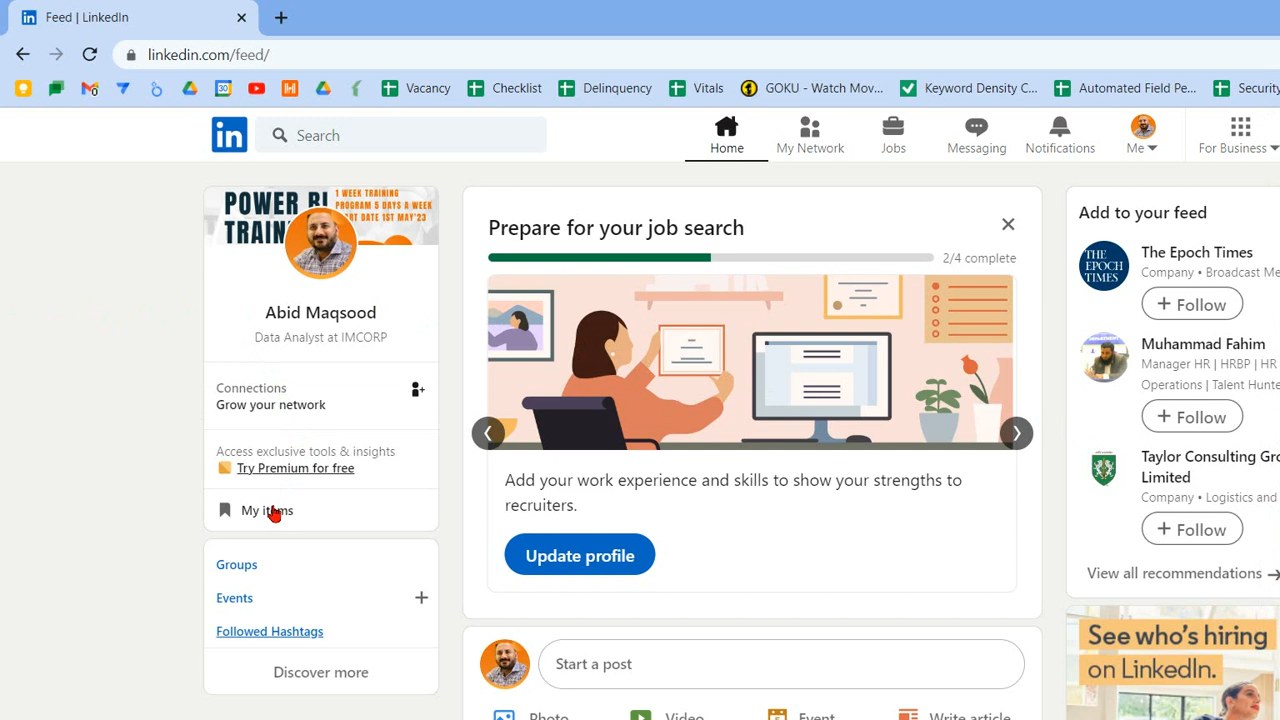 Feed | LinkedIn
linkedin.com/feed/
Vacancy
Checklist
Delinquency
Vitals
GOKU - Watch Mov...
Keyword Density C...
Automated Field Pe...
Security
in
Search
Home
My Network
Jobs
Messaging
Notifications
Me
For Business
POWER BI
1 WEEK TRAINING
PROGRAM 5 DAYS A WEEK
1ST MAY'23
Abid Maqsood
Data Analyst at IMCORP
Connections
Grow your network
Access exclusive tools & insights
Try Premium for free
My items
Groups
Events
Followed Hashtags
Discover more
Prepare for your job search
2/4 complete
Add your work experience and skills to show your strengths to
recruiters.
Update profile
Start a post
Photo
Video
Event
Write article
Add to your feed
THE
EPOCH
TIMES
The Epoch Times
Company • Broadcast Me
+ Follow
Muhammad Fahim
Manager HR | HRBP | HR
Operations | Talent Hunte
+ Follow
Taylor Consulting Gro
Limited
Company • Logistics and
+ Follow
View all recommendations →
See who's hiring
on LinkedIn.